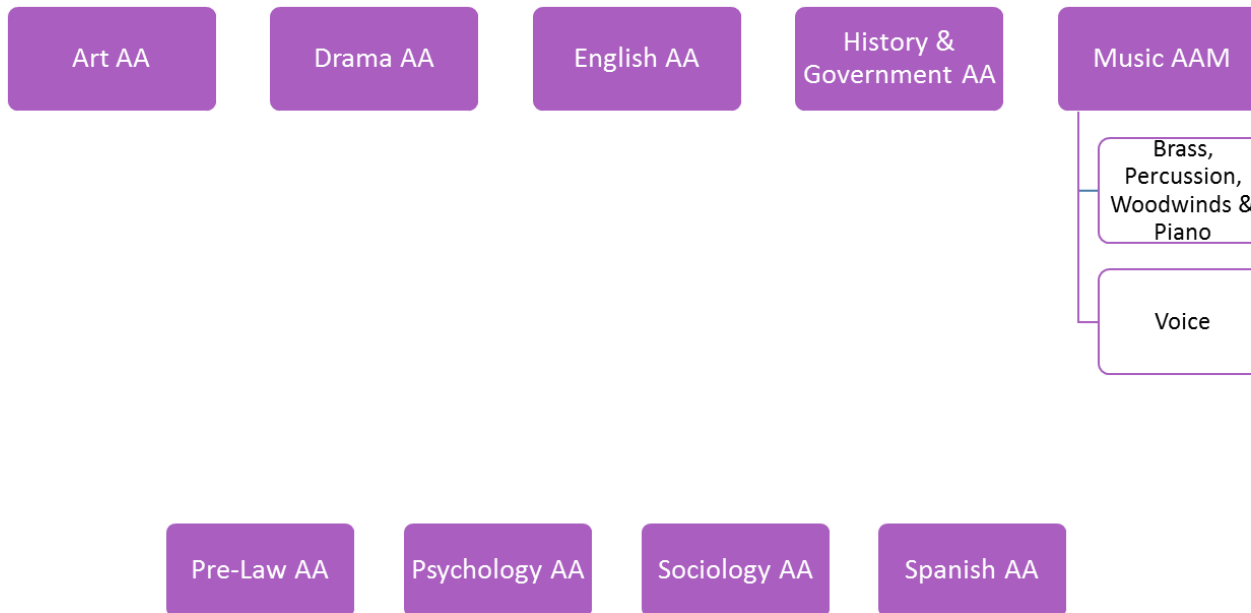 Art AA
Drama AA
English AA
History &
Government AA
Music AAM
Brass,
Percussion,
Woodwinds &
Piano
Voice
Pre-Law AA
Psychology AA
Sociology AA
Spanish AA